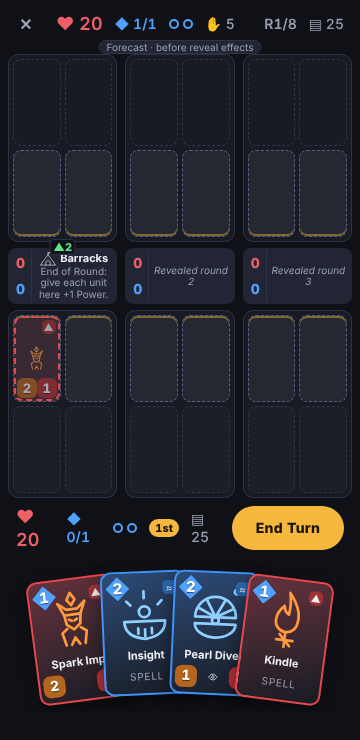 ✕ 20 1/1 5 R1/8 25
Forecast · before reveal effects
2
0 0 Barracks
End of Round:
give each unit
here +1 Power.
0 0 Revealed round
2
0 0 Revealed round
3
2 1
20 0/1 1st 25 End Turn
1 Spark Imp 2
2 Insight SPELL
2 Pearl Dive 1
1 Kindle SPELL